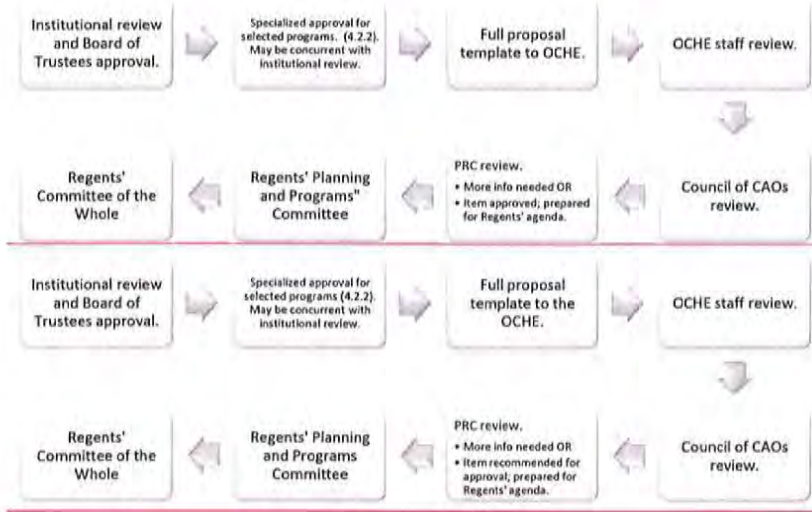 Institutional review
and Board of
Trustees approval.
Specialized approval for
selected programs. (4.2.2).
May be concurrent with
institutional review.
Full proposal
template to OCHE.
OCHE staff review.
Council of CAOs
review.
PRC review.
• More info needed OR
• Item approved; prepared
for Regents' agenda.
Regents' Planning
and Programs"
Committee
Regents'
Committee of the
Whole
Institutional review
and Board of
Trustees approval.
Specialized approval for
selected programs (4.2.2).
May be concurrent with
institutional review.
Full proposal
template to the
OCHE.
OCHE staff review.
Council of CAOs
review.
PRC review.
• More info needed OR
• Item recommended for
approval; prepared for
Regents' agenda.
Regents' Planning
and Programs
Committee
Regents'
Committee of the
Whole